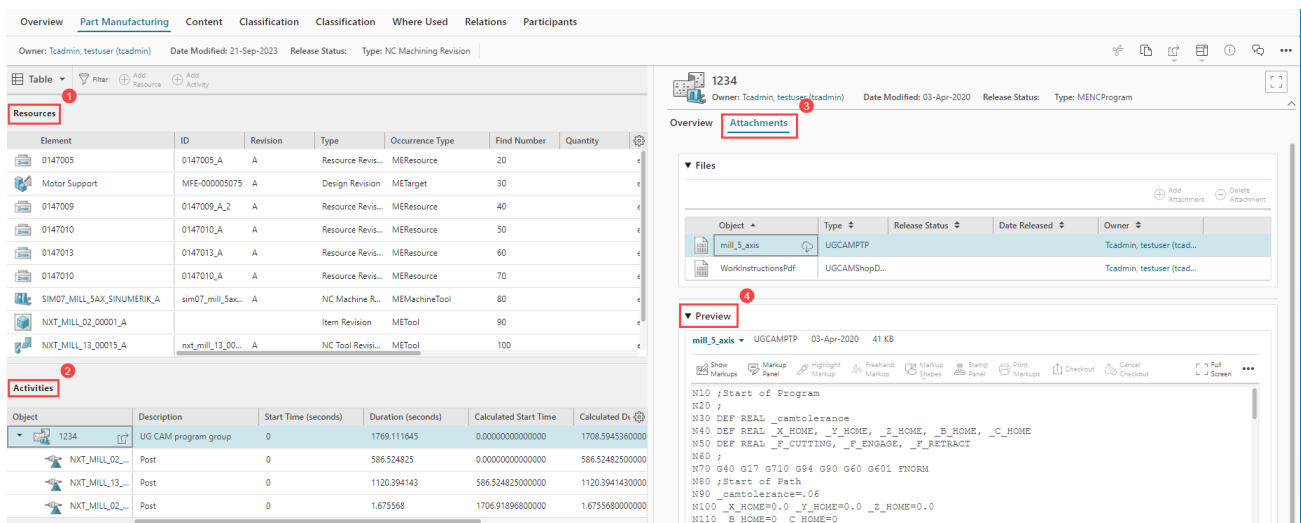 Overview Part Manufacturing Content Classification Classification Where Used Relations Participants
Owner: Tcadmin, testuser (tcadmin) Date Modified: 21-Sep-2023 Release Status: Type: NC Machining Revision
Table Filter Add Resource Add Activity
1
Resources
Element ID Revision Type Occurrence Type Find Number Quantity
0147005 0147005_A A Resource Revis... MEResource 20
Motor Support MFE-000005075 A Design Revision METarget 30
0147009 0147009_A_2 A Resource Revis... MEResource 40
0147010 0147010_A A Resource Revis... MEResource 50
0147013 0147013_A A Resource Revis... MEResource 60
0147010 0147010_A A Resource Revis... MEResource 70
SIM07_MILL_5AX_SINUMERIK_A sim07_mill_5ax... A NC Machine R... MEMachineTool 80
NXT_MILL_02_00001_A Item Revision METool 90
NXT_MILL_13_00015_A nxt_mill_13_00... A NC Tool Revisi... METool 100
2
Activities
Object Description Start Time (seconds) Duration (seconds) Calculated Start Time Calculated Du
1234 UG CAM program group 0 1769.111645 0.00000000000000 1708.5945360000
NXT_MILL_02_... Post 0 586.524825 0.00000000000000 586.52482500000
NXT_MILL_13_... Post 0 1120.394143 586.524825000000 1120.3941430000
NXT_MILL_02_... Post 0 1.675568 1706.91896800000 1.6755680000000
1234
Owner: Tcadmin, testuser (tcadmin) Date Modified: 03-Apr-2020 Release Status: Type: MENCProgram
3
Overview Attachments
Files
Add Attachment Delete Attachment
Object Type Release Status Date Released Owner
mill_5_axis UGCAMPTP Tcadmin, testuser (tcad...
WorkInstructionsPdf UGCAMShopD... Tcadmin, testuser (tcad...
4
Preview
mill_5_axis UGCAMPTP 03-Apr-2020 41 KB
Show Markups Markup Panel Highlight Markup Freehand Markup Markup Shapes Stamp Panel Print Markups Checkout Cancel Checkout Full Screen
N10 ;Start of Program
N20 ;
N30 DEF REAL _camtolerance
N40 DEF REAL _X_HOME, _Y_HOME, _Z_HOME, _B_HOME, _C_HOME
N50 DEF REAL _F_CUTTING, _F_ENGAGE, _F_RETRACT
N60 ;
N70 G40 G17 G710 G94 G90 G60 G601 FNORM
N80 ;Start of Path
N90 _camtolerance=.06
N100 _X_HOME=0.0 _Y_HOME=0.0 _Z_HOME=0.0
N110 _B_HOME=0 _C_HOME=0